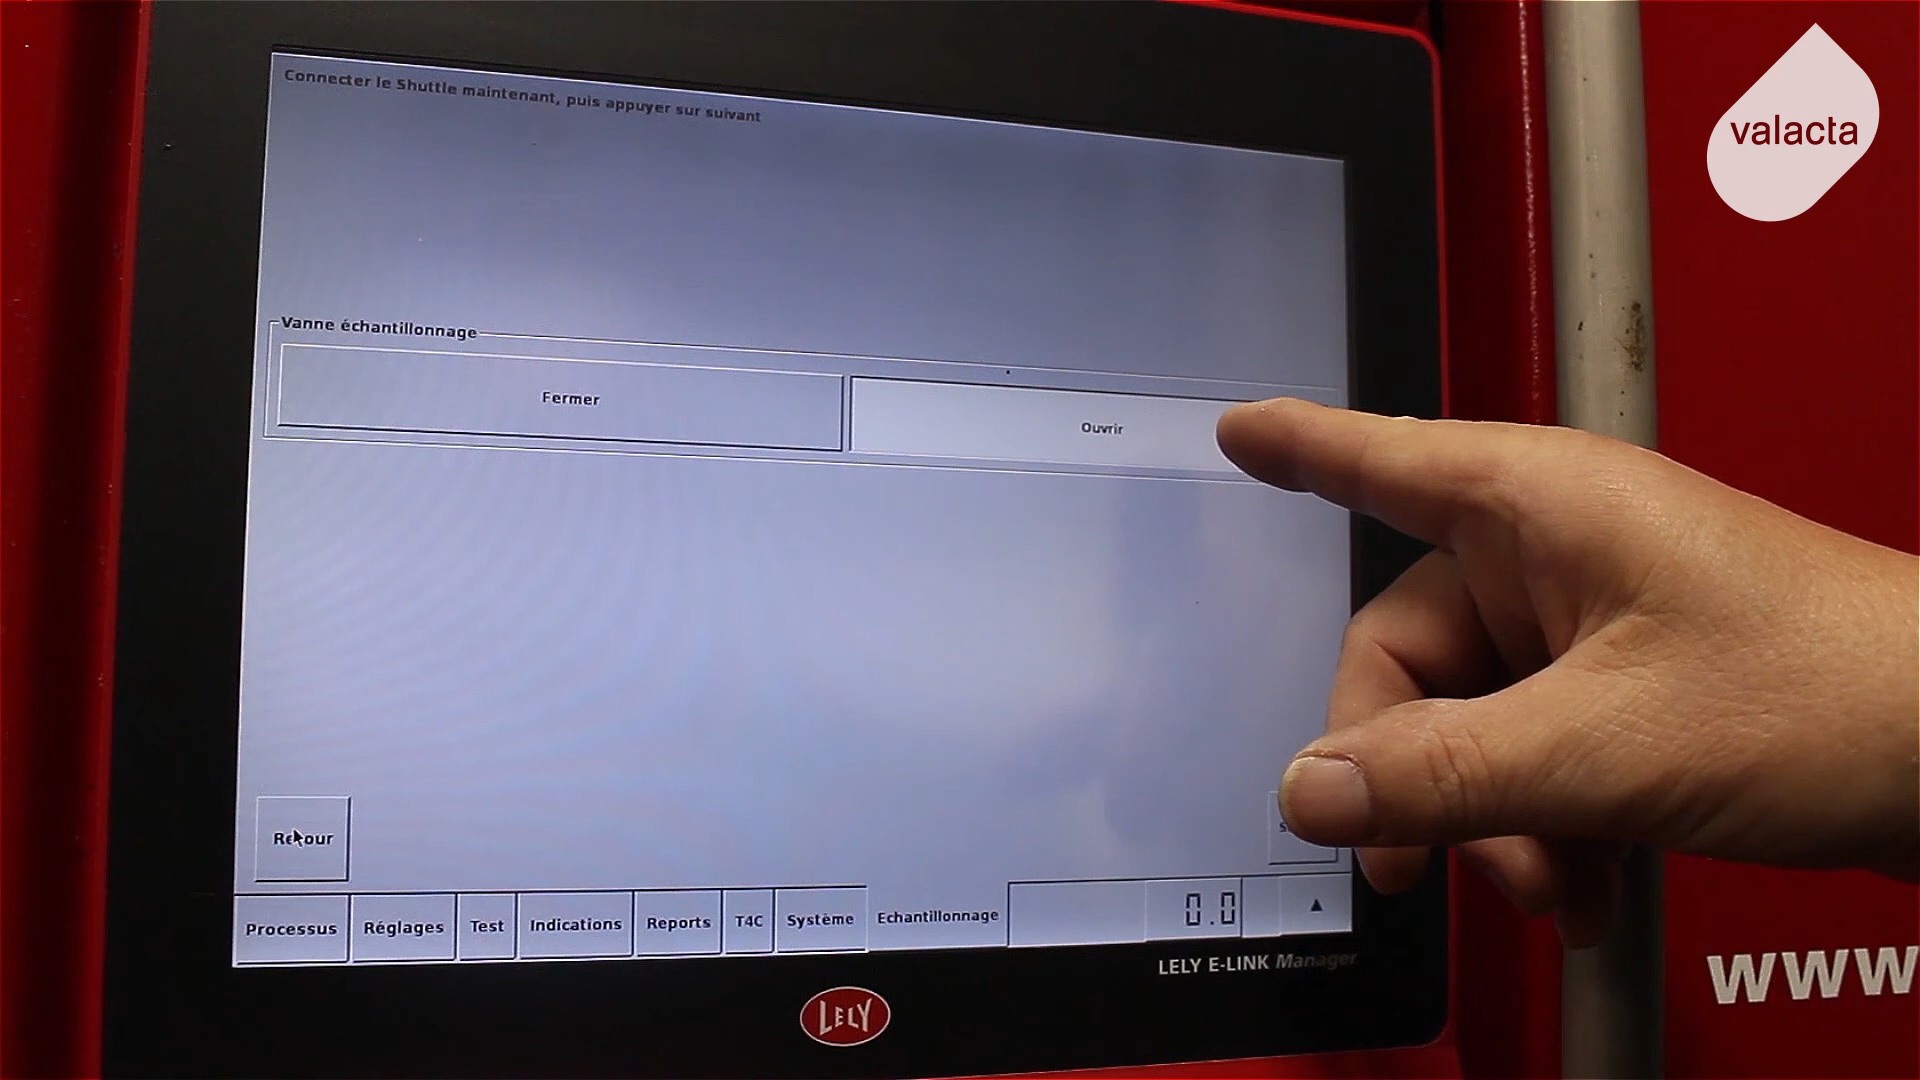 Connecter le Shuttle maintenant, puis appuyer sur suivant
valacta
Vanne échantillonnage
Fermer
Ouvrir
Retour
Processus
Réglages
Test
Indications
Reports
T4C
Système
Echantillonnage
0.0
LELY E-LINK Manager
LELY
www